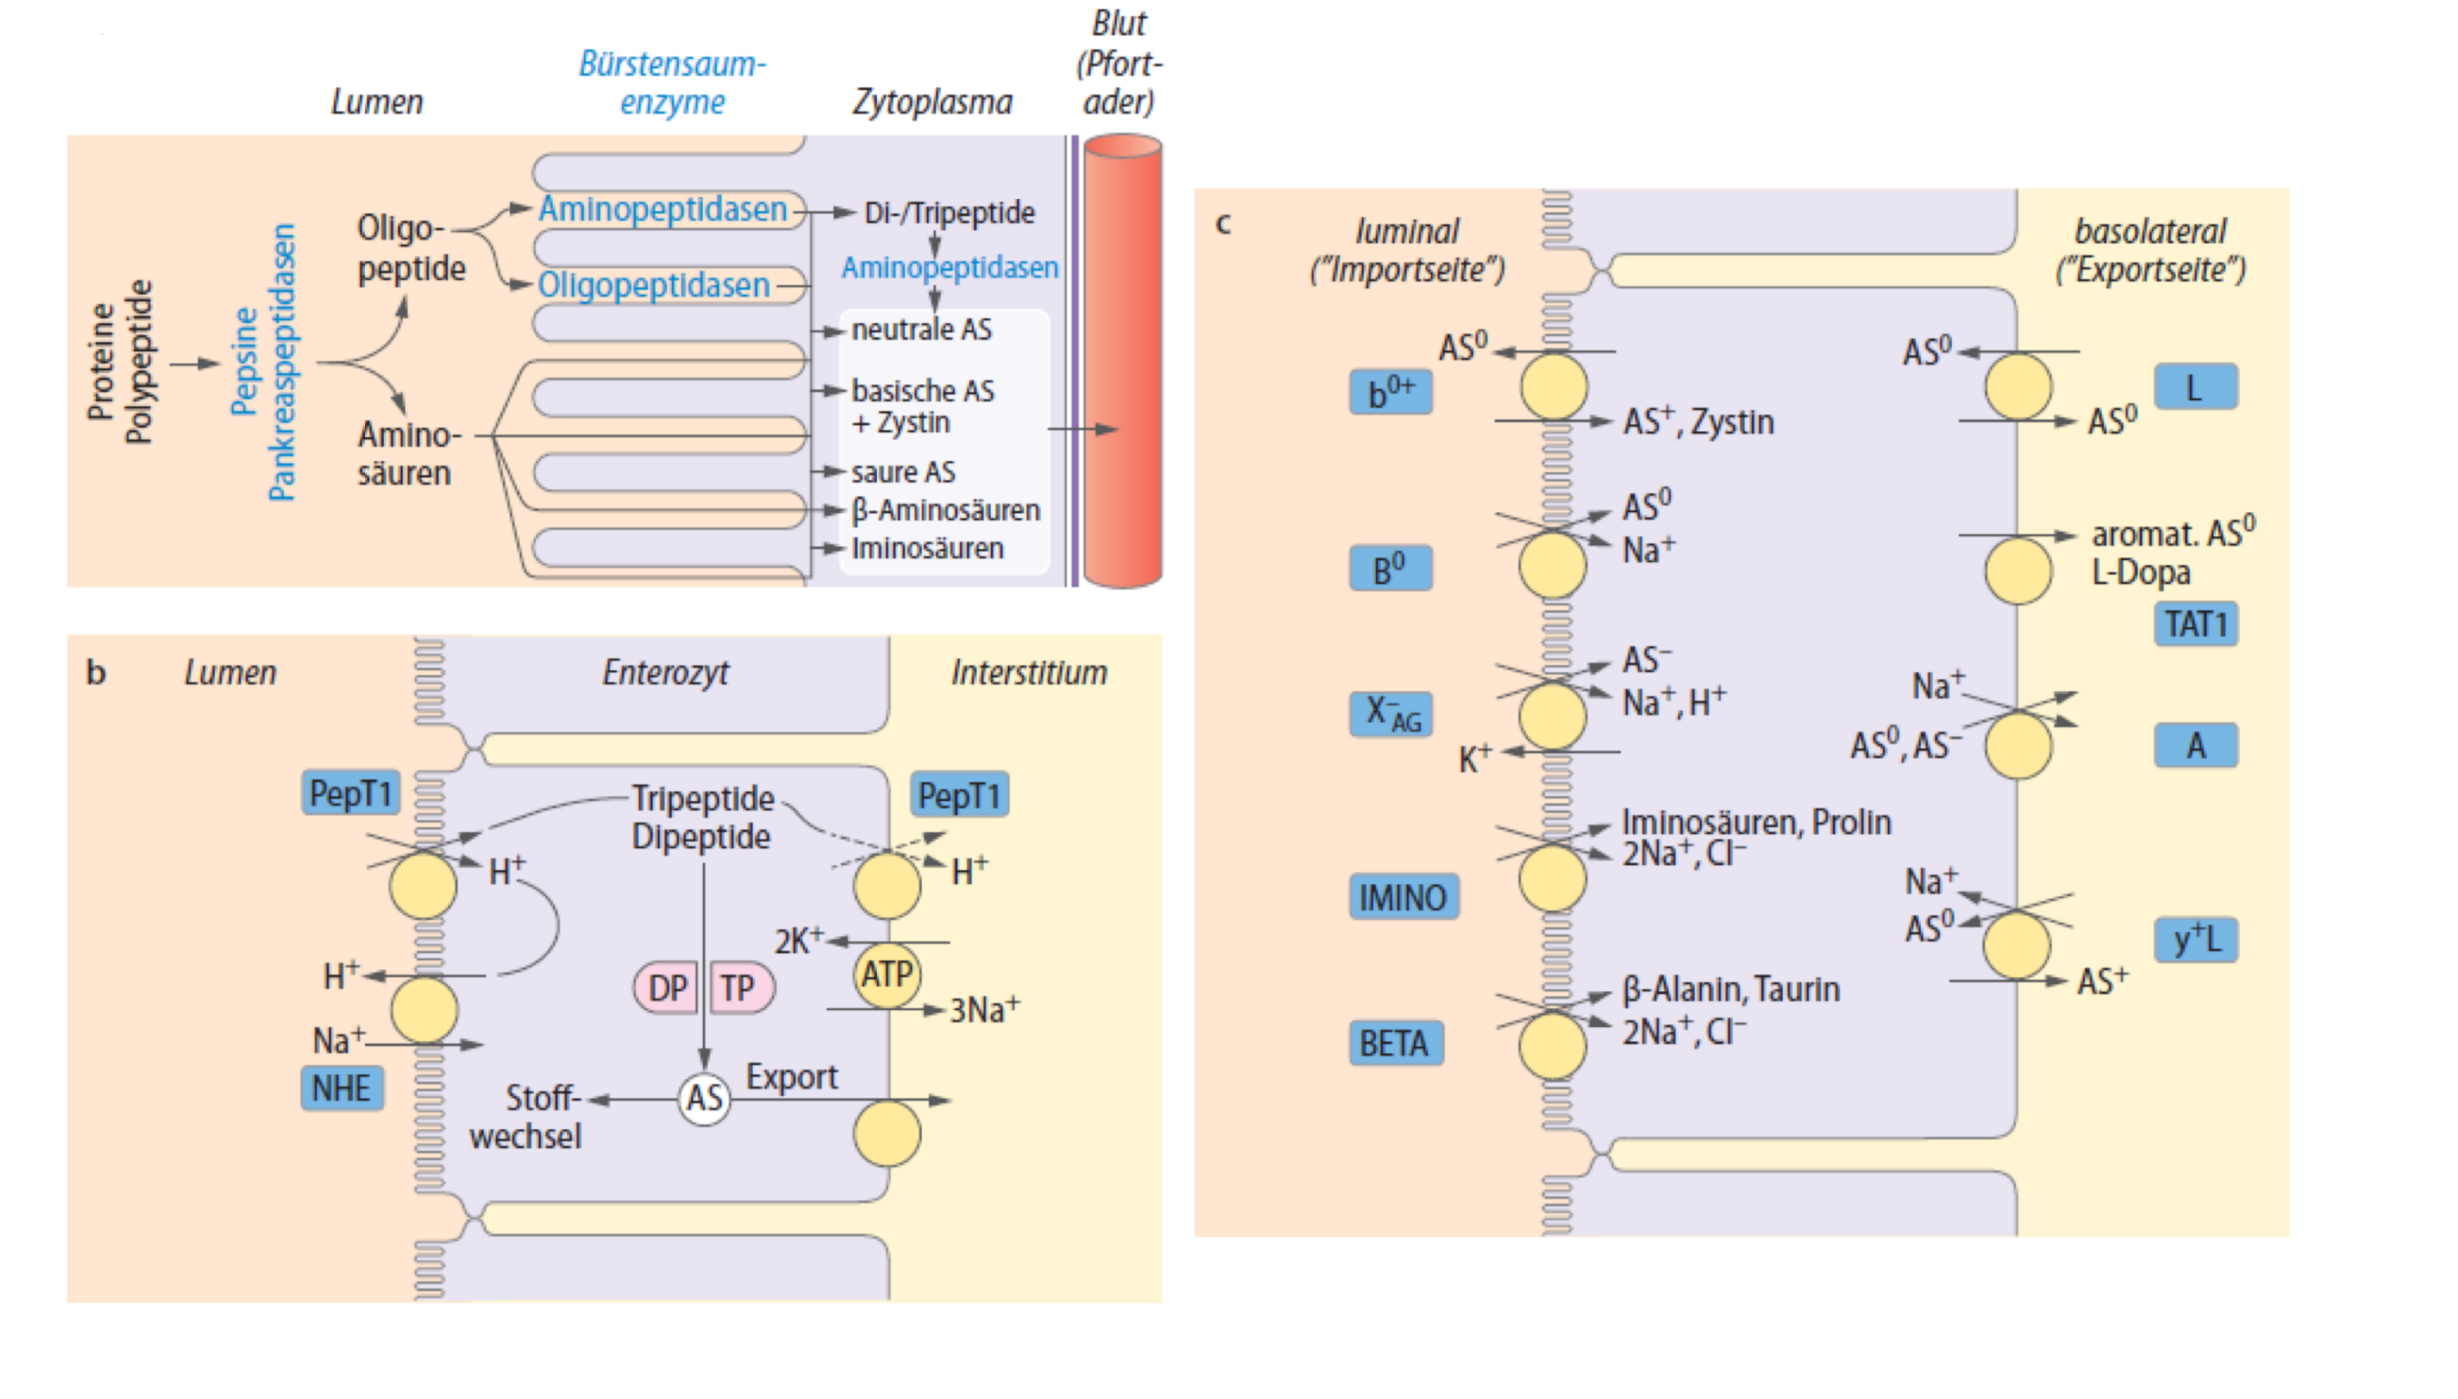 Lumen
Bürstensaum-
enzyme
Zytoplasma
Blut
(Pfort-
ader)
Proteine
Polypeptide
Pepsine
Pankreaspeptidasen
Oligo-
peptide
Amino-
säuren
Aminopeptidasen
Oligopeptidasen
Di-/Tripeptide
Aminopeptidasen
neutrale AS
basische AS
+ Zystin
saure AS
β-Aminosäuren
Iminosäuren
b
Lumen
Enterozyt
Interstitium
PepT1
Tripeptide
Dipeptide
PepT1
H⁺
H⁺
2K⁺
ATP
H⁺
DP
TP
3Na⁺
Na⁺
NHE
Stoff-
wechsel
AS
Export
c
luminal
("Importseite")
basolateral
("Exportseite")
AS⁰
b⁰⁺
AS⁺, Zystin
AS⁰
Na⁺
B⁰
AS⁻
Na⁺, H⁺
X⁻AG
K⁺
Iminosäuren, Prolin
2Na⁺, Cl⁻
IMINO
β-Alanin, Taurin
2Na⁺, Cl⁻
BETA
AS⁰
L
AS⁰
aromat. AS⁰
L-Dopa
TAT1
Na⁺
AS⁰, AS⁻
A
Na⁺
AS⁰
y⁺L
AS⁺